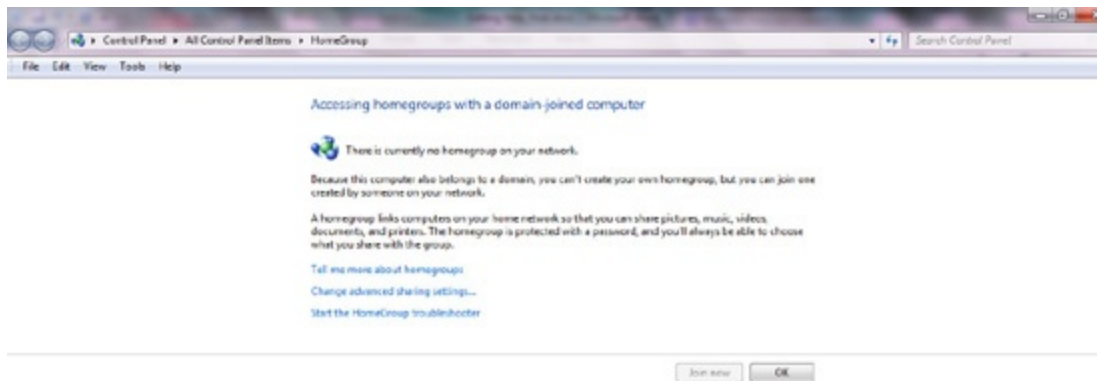 Control Panel ▸ All Control Panel Items ▸ HomeGroup
Search Control Panel
File Edit View Tools Help
Accessing homegroups with a domain-joined computer
There is currently no homegroup on your network.
Because this computer also belongs to a domain, you can't create your own homegroup, but you can join one
created by someone on your network.
A homegroup links computers on your home network so that you can share pictures, music, videos,
documents, and printers. The homegroup is protected with a password, and you'll always be able to choose
what you share with the group.
Tell me more about homegroups
Change advanced sharing settings...
Start the HomeGroup troubleshooter
Join now
OK